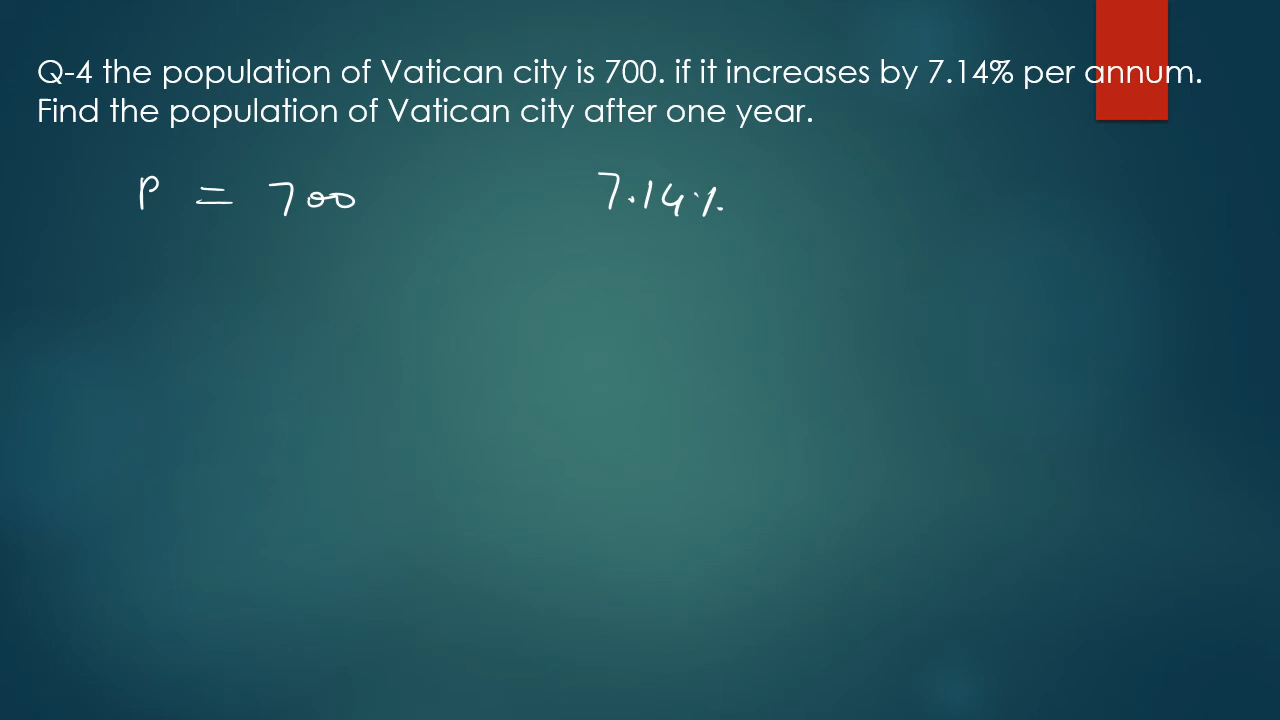 Q-4 the population of Vatican city is 700. if it increases by 7.14% per annum.
Find the population of Vatican city after one year.
P = 700 7.14%